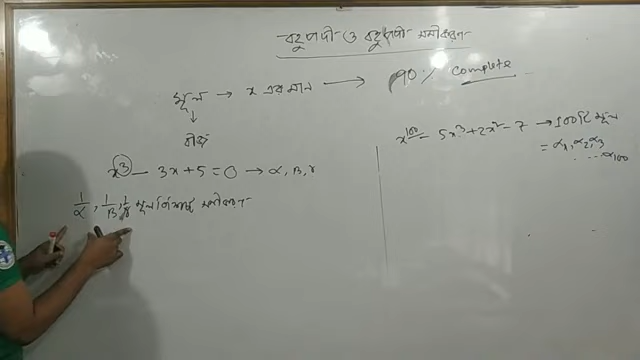 বহুপদী ও বহুপদী সমীকরণ
মূল → x এর মান → 90% complete
↓
বীজ
x³ − 3x + 5 = 0 → α, β, γ
1/α, 1/β, 1/γ মূলবিশিষ্ট সমীকরণ
x¹⁰⁰ − 5x³ + 2x² − 7 → 100টি মূল
= α₁, α₂, α₃
... α₁₀₀